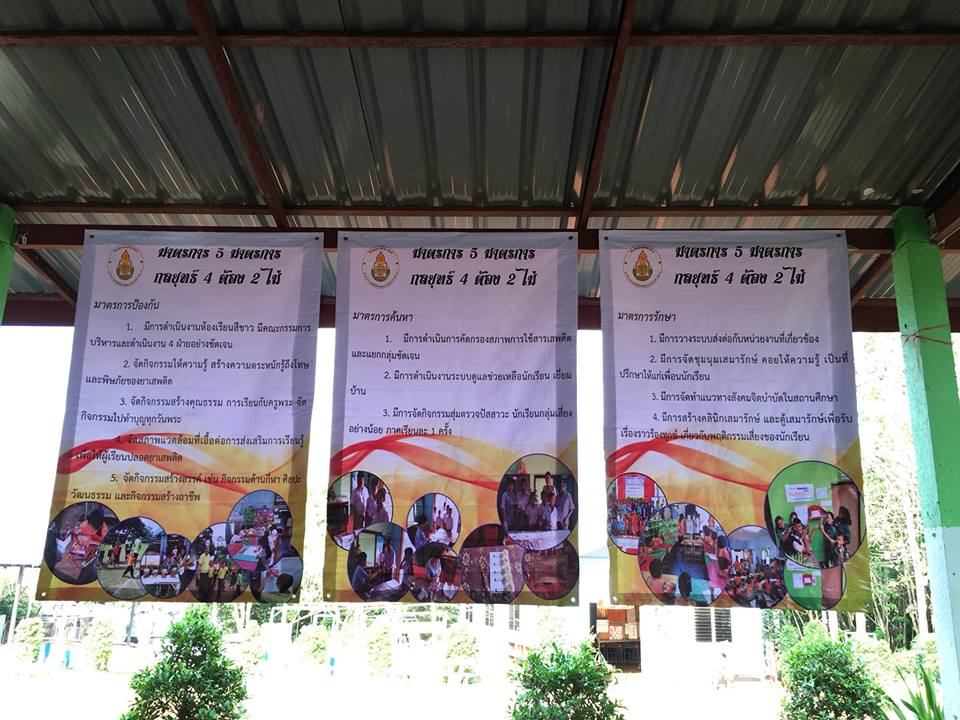 มาตรการ 5 มาตรการ
กลยุทธ์ 4 ต้อง 2 ไม่
มาตรการป้องกัน
1. มีการดำเนินงานห้องเรียนสีขาว มีคณะกรรมการ
บริหารและดำเนินงาน 4 ฝ่ายอย่างชัดเจน
2. จัดกิจกรรมให้ความรู้ สร้างความตระหนักรู้ถึงโทษ
และพิษภัยของยาเสพติด
3. จัดกิจกรรมสร้างคุณธรรม การเรียนกับครูพระ จัด
กิจกรรมไปทำบุญทุกวันพระ
4. จัดสภาพแวดล้อมที่เอื้อต่อการส่งเสริมการเรียนรู้
เพื่อให้ผู้เรียนปลอดยาเสพติด
5. จัดกิจกรรมสร้างสรรค์ เช่น กิจกรรมด้านกีฬา ศิลปะ
วัฒนธรรม และกิจกรรมสร้างอาชีพ
มาตรการ 5 มาตรการ
กลยุทธ์ 4 ต้อง 2 ไม่
มาตรการค้นหา
1. มีการดำเนินการคัดกรองสภาพการใช้สารเสพติด
และแยกกลุ่มชัดเจน
2. มีการดำเนินงานระบบดูแลช่วยเหลือนักเรียน เยี่ยม
บ้าน
3. มีการจัดกิจกรรมสุ่มตรวจปัสสาวะ นักเรียนกลุ่มเสี่ยง
อย่างน้อย ภาคเรียนละ 1 ครั้ง
มาตรการ 5 มาตรการ
กลยุทธ์ 4 ต้อง 2 ไม่
มาตรการรักษา
1. มีการวางระบบส่งต่อกับหน่วยงานที่เกี่ยวข้อง
2. มีการจัดชุมนุมเสมารักษ์ คอยให้ความรู้ เป็นที่
ปรึกษาให้แก่เพื่อนนักเรียน
3. มีการจัดทำแนวทางสังคมจิตบำบัดในสถานศึกษา
4. มีการสร้างคลินิกเสมารักษ์ และตู้เสมารักษ์เพื่อรับ
เรื่องราวร้องทุกข์ เกี่ยวกับพฤติกรรมเสี่ยงของนักเรียน